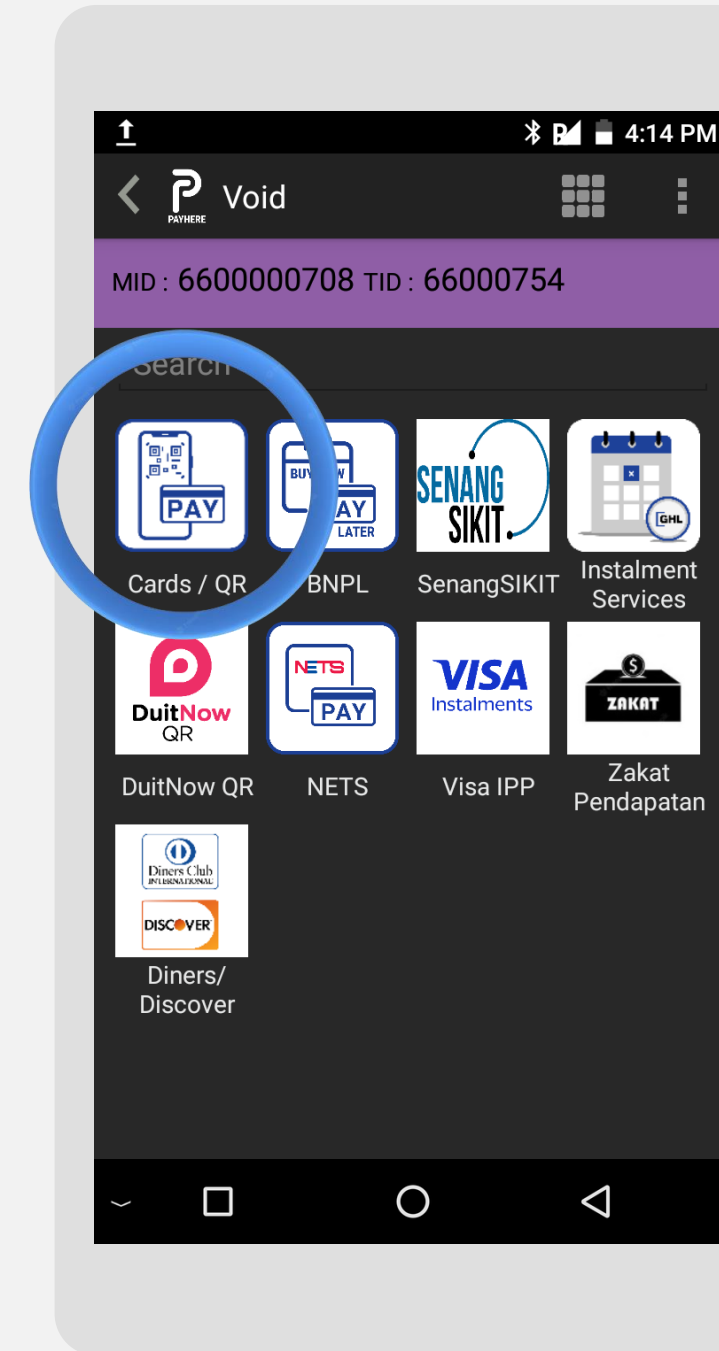 4:14 PM
PAYHERE Void
MID : 6600000708 TID : 66000754
Search
PAY
BUY
AY
LATER
SENANG
SIKIT.
GHL
Cards / QR
BNPL
SenangSIKIT
Instalment
Services
DuitNow
QR
NETS
PAY
VISA
Instalments
$
ZAKAT
DuitNow QR
NETS
Visa IPP
Zakat
Pendapatan
Diners Club
INTERNATIONAL
DISCOVER
Diners/
Discover